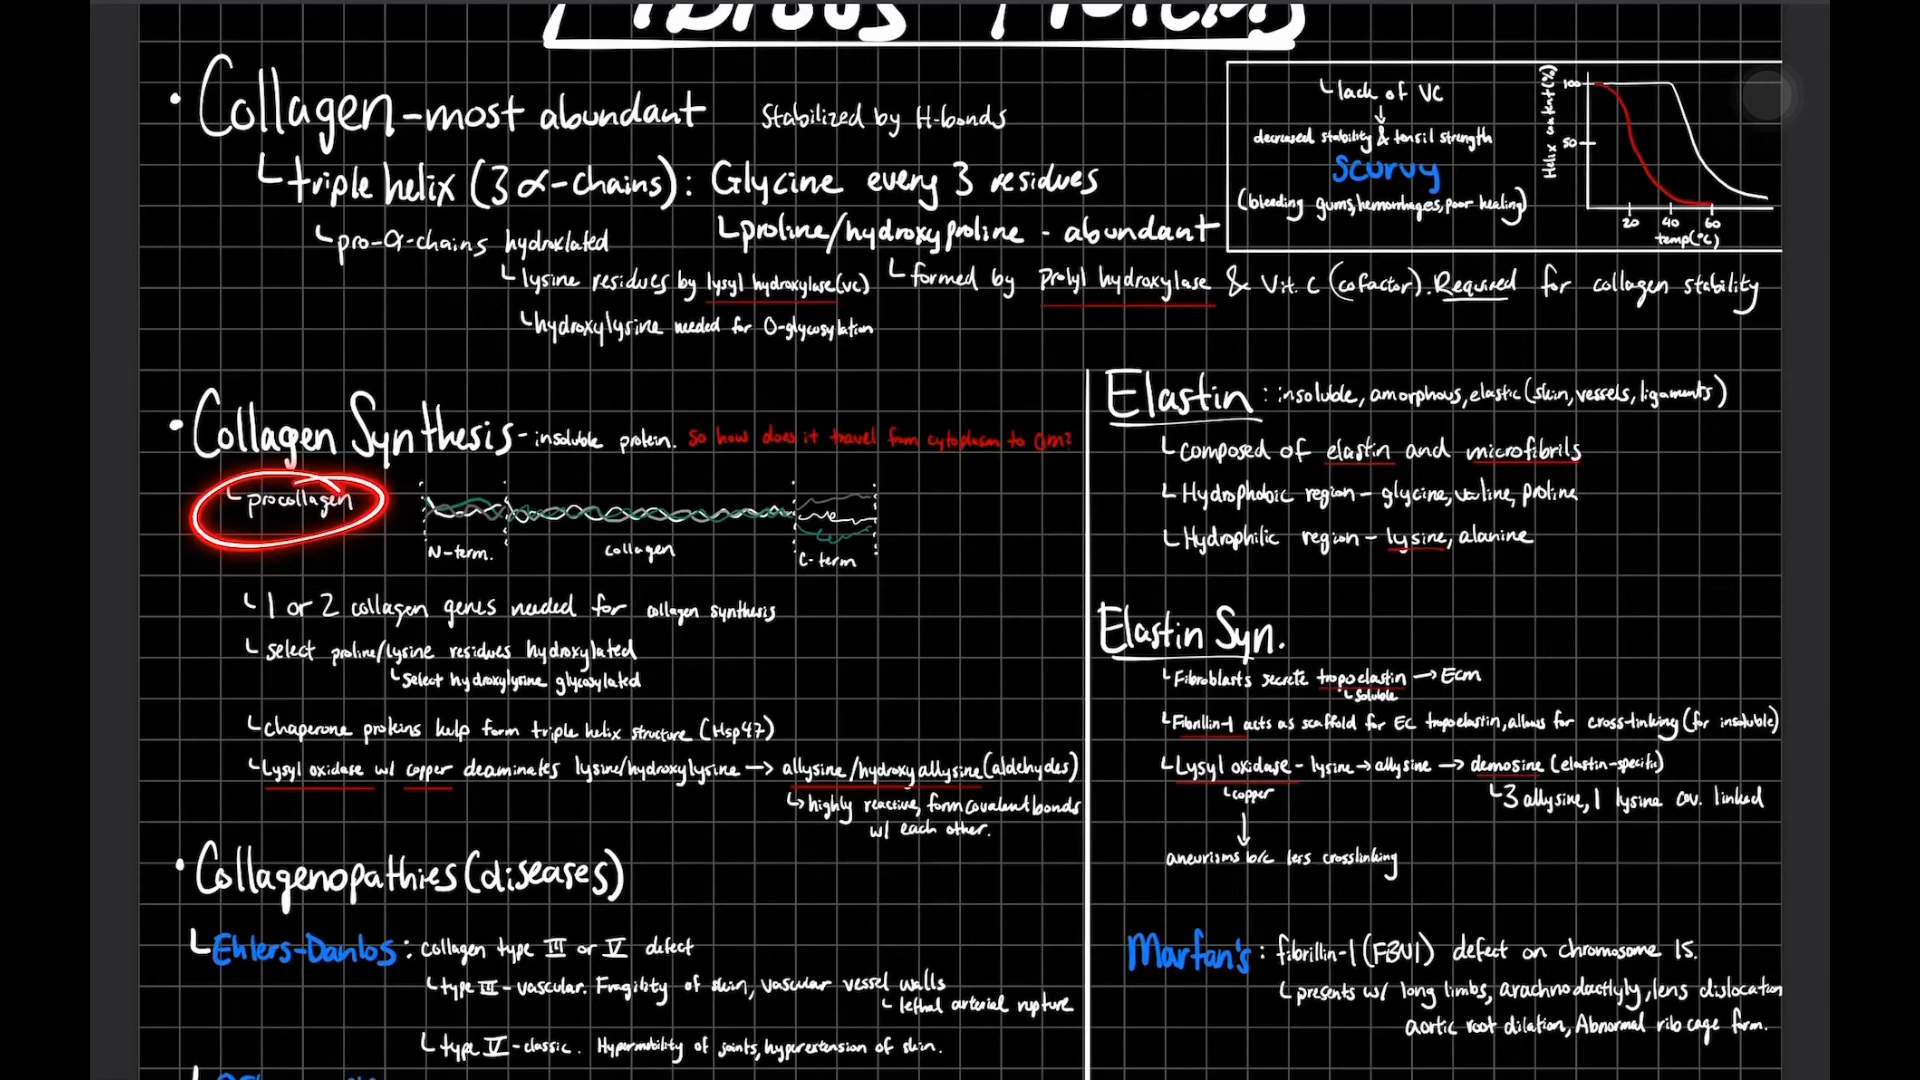 Fibrous Proteins
• Collagen - most abundant Stabilized by H-bonds
triple helix (3 α-chains): Glycine every 3 residues
pro-α-chains hydroxlated
proline/hydroxyproline - abundant
lysine residues by lysyl hydroxylase (VC)
formed by prolyl hydroxylase & Vit. C (cofactor). Required for collagen stability
hydroxylysine needed for O-glycosylation
lack of VC
↓
decreased stability & tensil strength
Scurvy
(bleeding gums, hemorrhages, poor healing)
Helix content (%)
100
50
20 40 60
temp (°C)
• Collagen Synthesis - insoluble protein. so how does it travel from cytoplasm to
procollagen
N-term. collagen C-term
1 or 2 collagen genes needed for collagen synthesis
select proline/lysine residues hydroxylated
select hydroxylysine glycosylated
Chaperone proteins help form triple helix structure (Hsp47)
Lysyl oxidase w/ copper deaminates lysine/hydroxylysine → allysine/hydroxyallysine (aldehydes)
↳ highly reactive, form covalent bonds
w/ each other.
• Collagenopathies (diseases)
Ehlers-Danlos: Collagen type III or V defect
type III - vascular. Fragility of skin, vascular vessel walls
lethal arterial rupture
type V - classic. Hypermobility of joints, hyperextension of skin.
Elastin: insoluble, amorphous, elastic (skin, vessels, ligaments)
composed of elastin and microfibrils
Hydrophobic region - glycine, valine, proline
Hydrophilic region - lysine, alanine
Elastin Syn.
Fibroblasts secrete tropoelastin → ECM
soluble
Fibrillin-1 acts as scaffold for EC tropoelastin, allows for cross-linking (for insoluble)
Lysyl oxidase - lysine → allysine → demosine (elastin-specific)
copper
3 allysine, 1 lysine cov. linked
↓
aneurisms b/c less crosslinking
Marfan's: fibrillin-1 (FBN1) defect on chromosome 15.
presents w/ long limbs, arachnodactyly, lens dislocation
aortic root dilation, Abnormal rib cage form.